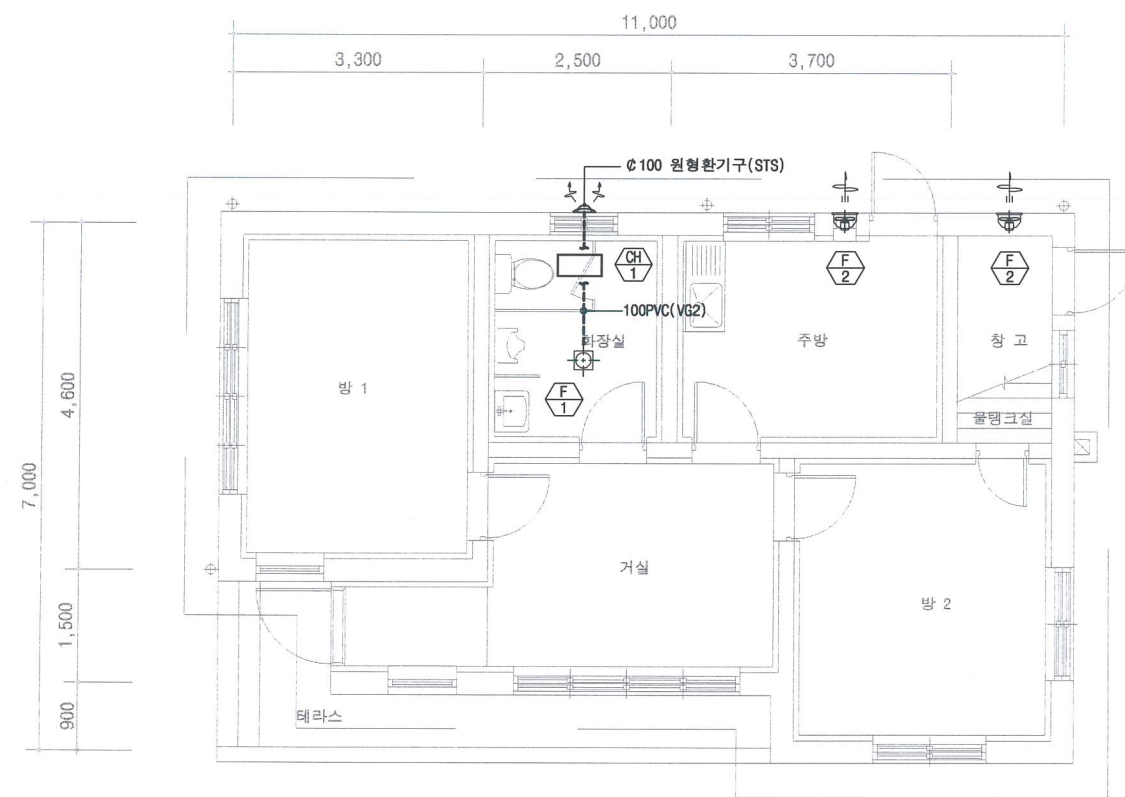 11,000
3,300
2,500
3,700
₵100 원형환기구(STS)
CH
1
F
2
F
2
100PVC(VG2)
화장실
주방
창 고
방 1
F
1
물탱크실
4,600
7,000
거실
방 2
1,500
900
테라스